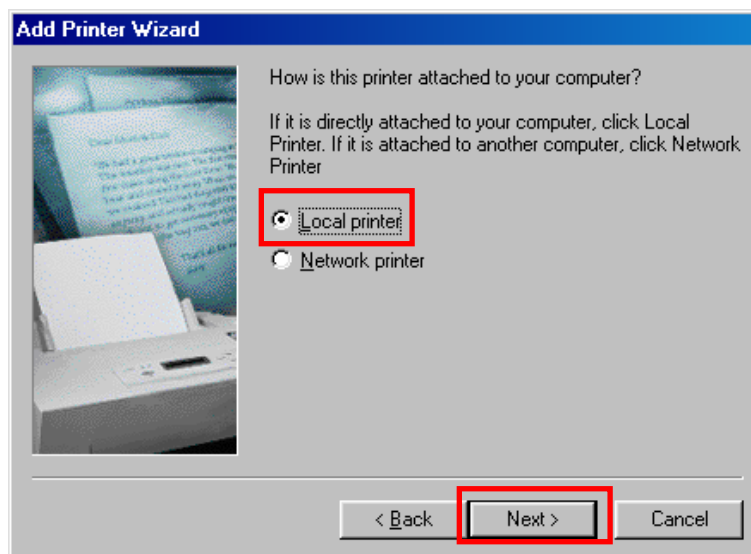 Add Printer Wizard
How is this printer attached to your computer?
If it is directly attached to your computer, click Local
Printer. If it is attached to another computer, click Network
Printer
Local printer
Network printer
< Back
Next >
Cancel